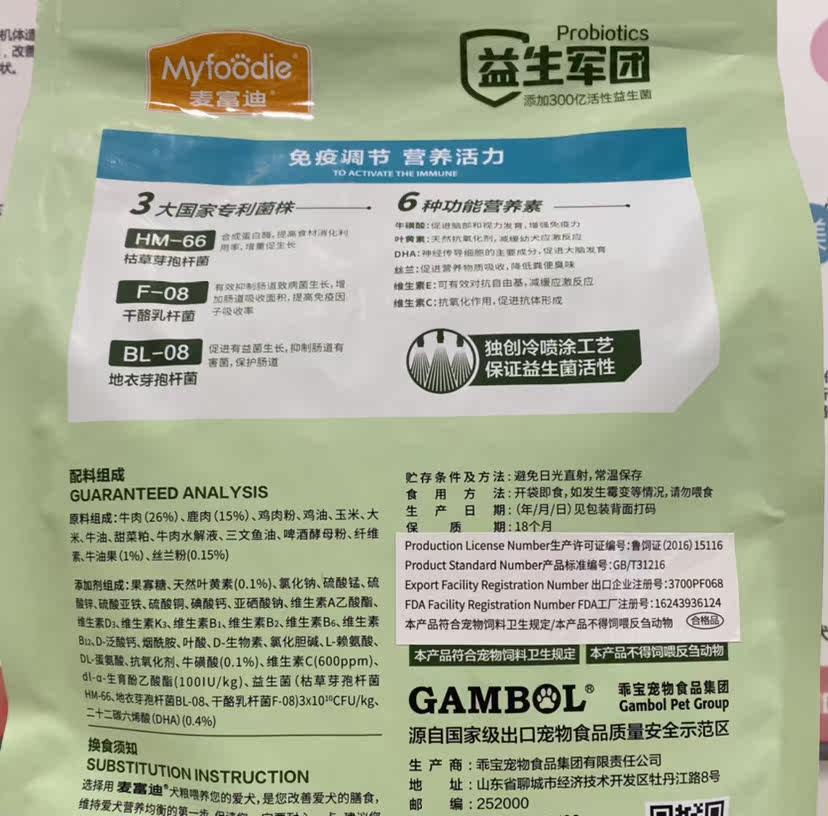 机体造
，改善
状。
Myfoodie®
麦富迪®
Probiotics
益生军团
添加300亿活性益生菌
免疫调节 营养活力
TO ACTIVATE THE IMMUNE
3大国家专利菌株
HM-66
合成蛋白酶，提高食材消化利
用率，增重促生长
枯草芽孢杆菌
F-08
有效抑制肠道致病菌生长，增
加肠道吸收面积，提高免疫因
子吸收率
干酪乳杆菌
BL-08
促进有益菌生长，抑制肠道有
害菌，保护肠道
地衣芽孢杆菌
6种功能营养素
牛磺酸：促进脑部和视力发育，增强免疫力
叶黄素：天然抗氧化剂，减缓幼犬应激反应
DHA：神经传导细胞的主要成分，促进大脑发育
丝兰：促进营养物质吸收，降低粪便臭味
维生素E：可有效对抗自由基，减缓应激反应
维生素C：抗氧化作用，促进抗体形成
独创冷喷涂工艺
保证益生菌活性
配料组成
GUARANTEED ANALYSIS
原料组成：牛肉(26%)、鹿肉(15%)、鸡肉粉、鸡油、玉米、大
米、牛油、甜菜粕、牛肉水解液、三文鱼油、啤酒酵母粉、纤维
素、牛油果(1%)、丝兰粉(0.15%)
添加剂组成：果寡糖、天然叶黄素(0.1%)、氯化钠、硫酸锰、硫
酸锌、硫酸亚铁、硫酸铜、碘酸钙、亚硒酸钠、维生素A乙酸酯、
维生素D3、维生素K3、维生素B1、维生素B2、维生素B6、维生素
B12、D-泛酸钙、烟酰胺、叶酸、D-生物素、氯化胆碱、L-赖氨酸、
DL-蛋氨酸、抗氧化剂、牛磺酸(0.1%)、维生素C(600ppm)、
dl-α-生育酚乙酸酯(100IU/kg)、益生菌(枯草芽孢杆菌
HM-66、地衣芽孢杆菌BL-08、干酪乳杆菌F-08)3x10¹⁰CFU/kg、
二十二碳六烯酸(DHA)(0.4%)
换食须知
SUBSTITUTION INSTRUCTION
选择用 麦富迪®犬粮喂养您的爱犬，是您改善爱犬的膳食，
维持爱犬营养均衡的第一步
贮存条件及方法：避免日光直射，常温保存
食用方法：开袋即食，如发生霉变等情况，请勿喂食
生产日期：(年/月/日)见包装背面打码
保质期：18个月
Production License Number生产许可证编号：鲁饲证(2016)15116
Product Standard Number产品标准编号：GB/T31216
Export Facility Registration Number 出口企业注册号：3700PF068
FDA Facility Registration Number FDA工厂注册号：16243936124
本产品符合宠物饲料卫生规定/本产品不得饲喂反刍动物 合格品
本产品符合宠物饲料卫生规定 本产品不得饲喂反刍动物
GAMBOL®
乖宝宠物食品集团
Gambol Pet Group
源自国家级出口宠物食品质量安全示范区
生产商：乖宝宠物食品集团有限责任公司
地址：山东省聊城市经济技术开发区牡丹江路8号
邮编：252000